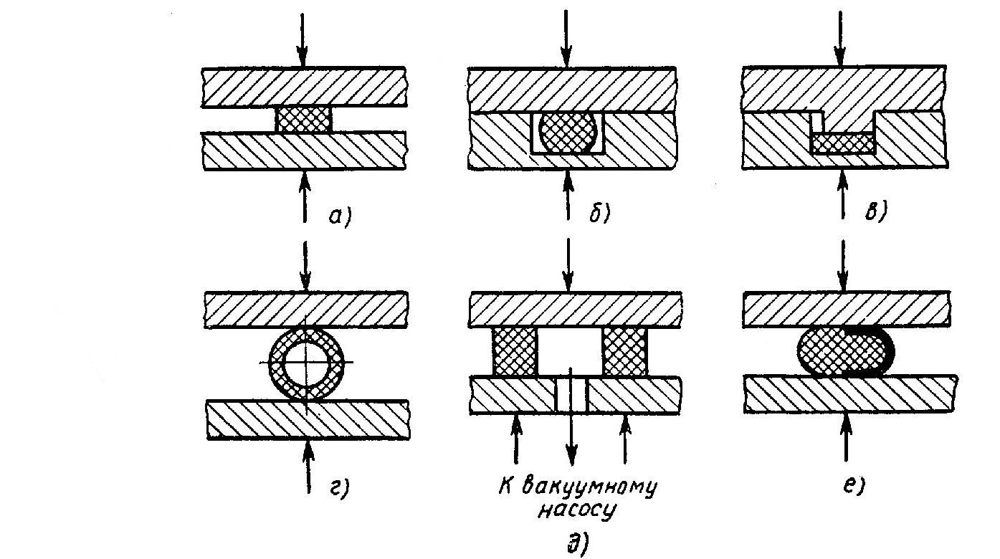 а)
б)
в)
г)
К вакуумному
насосу
д)
е)